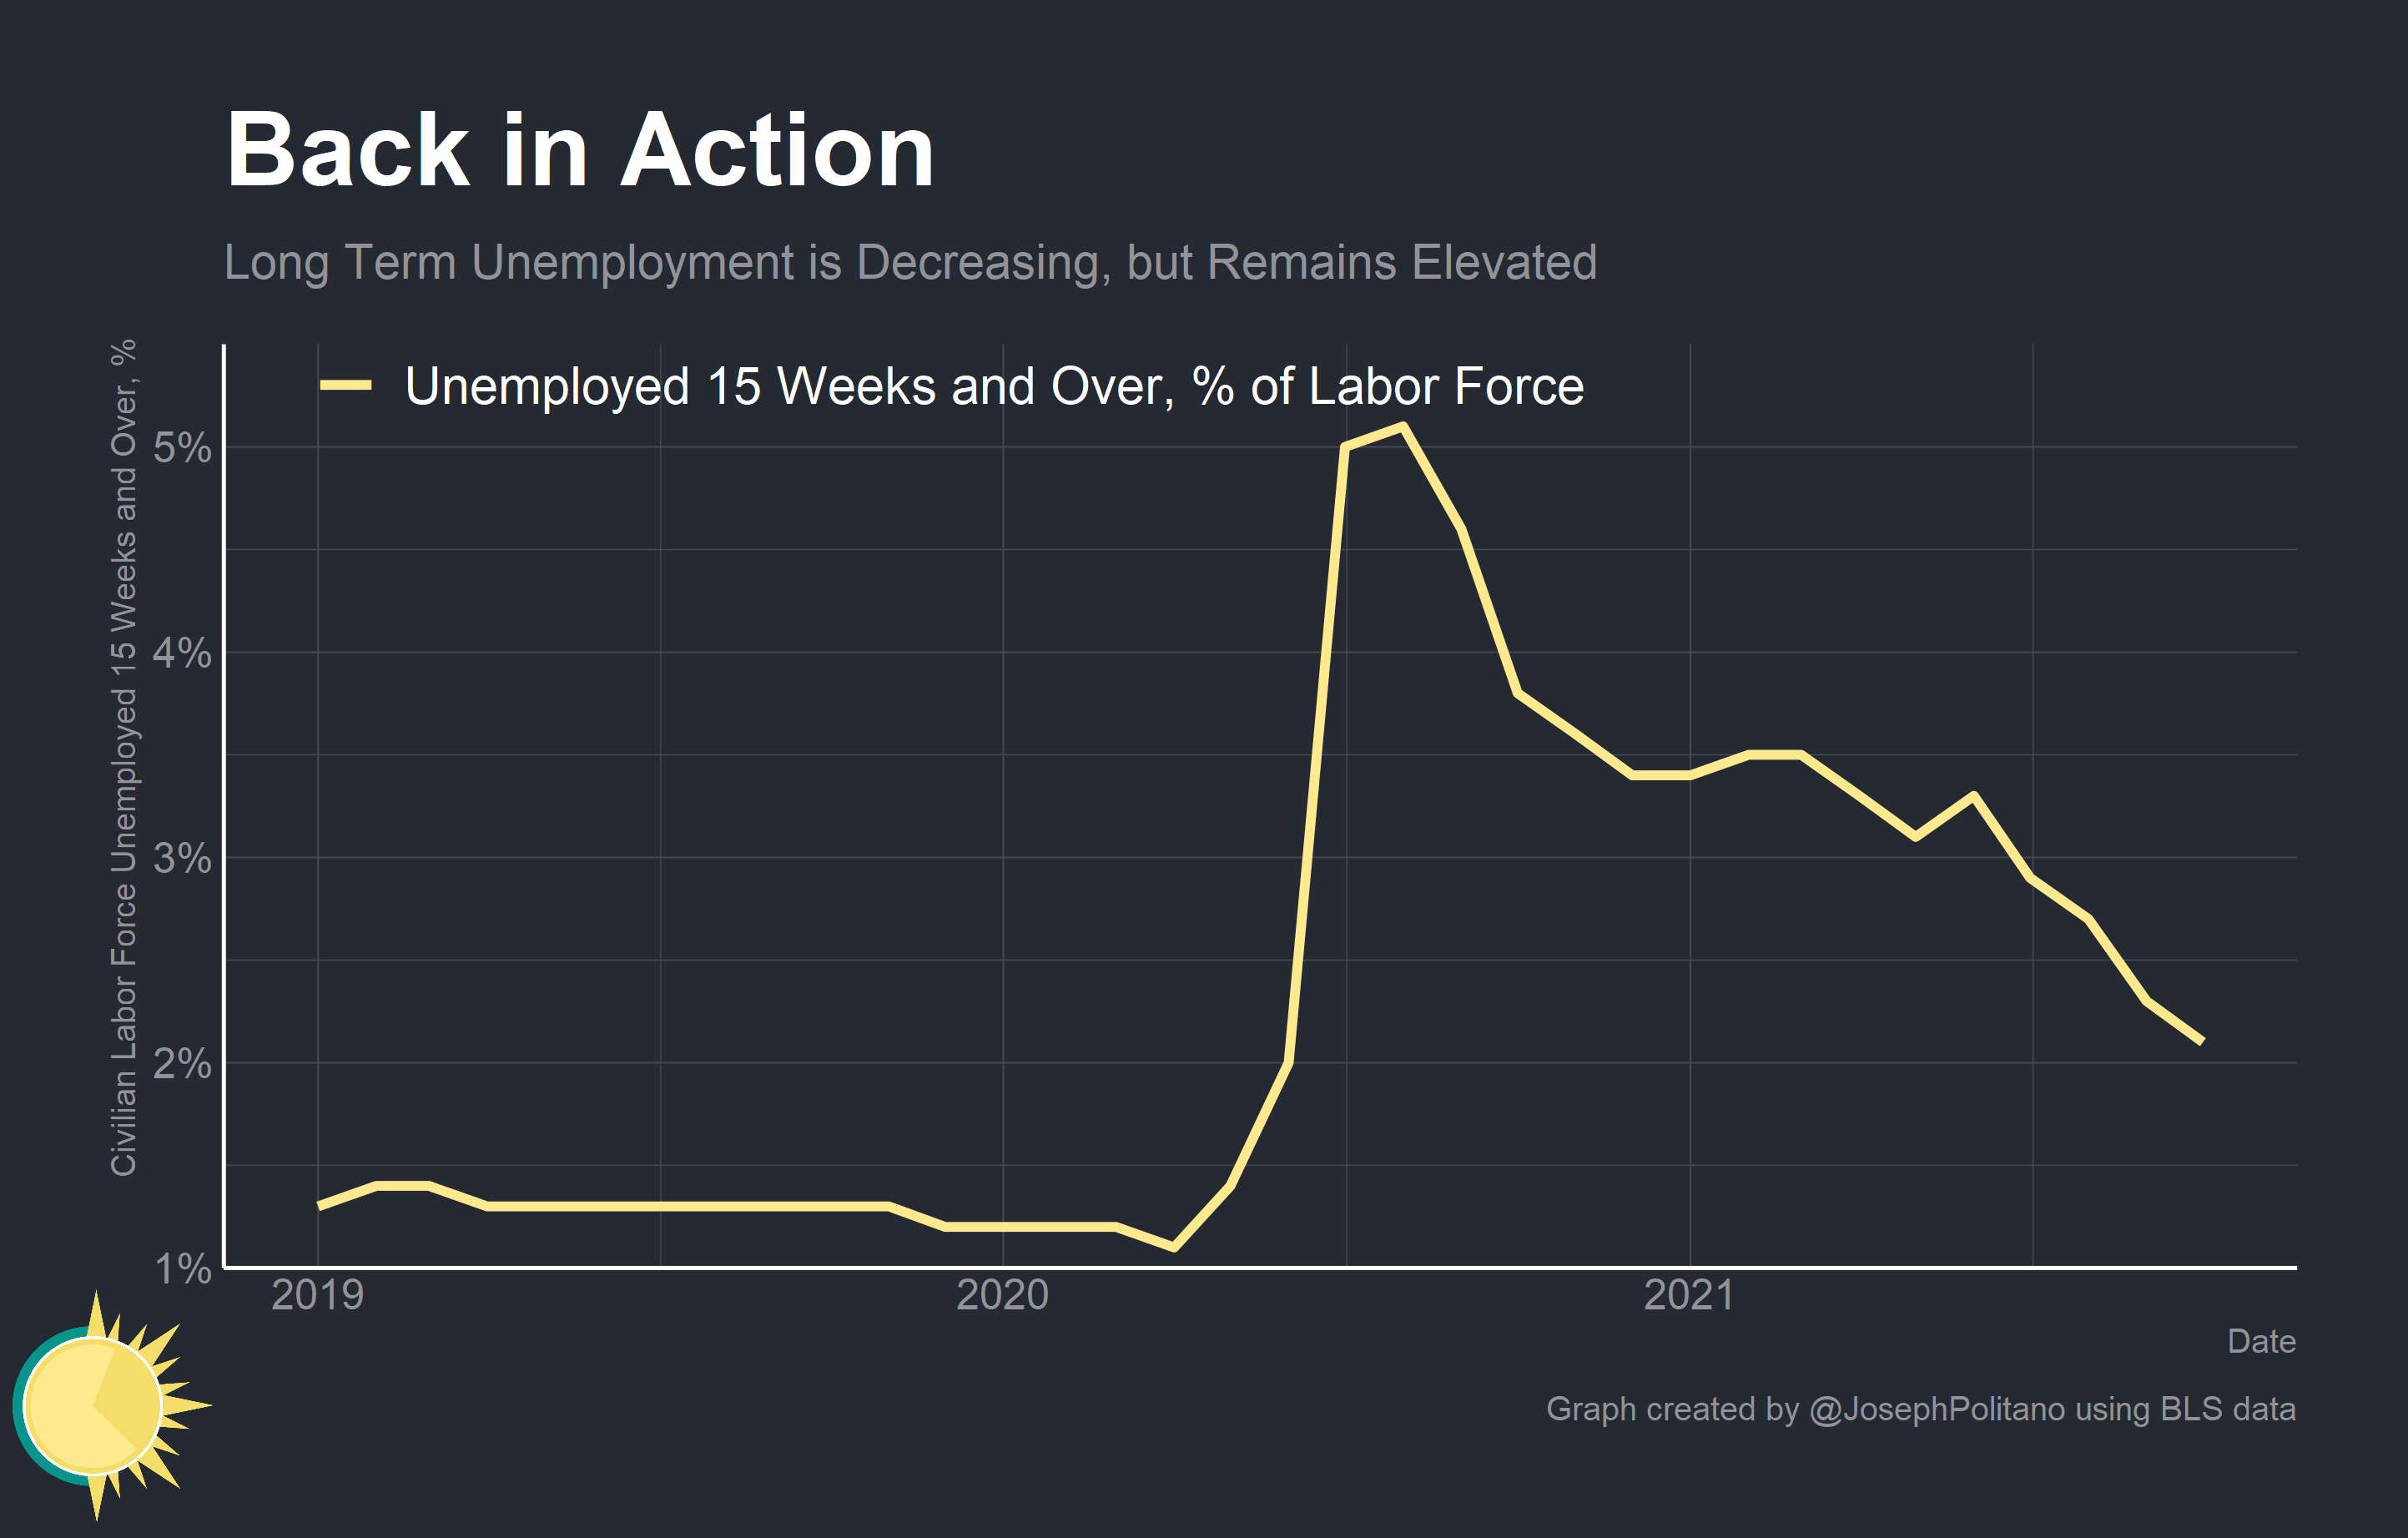 Back in Action
Long Term Unemployment is Decreasing, but Remains Elevated
Civilian Labor Force Unemployed 15 Weeks and Over, %
Unemployed 15 Weeks and Over, % of Labor Force
5%
4%
3%
2%
1%
2019
2020
2021
Date
Graph created by @JosephPolitano using BLS data